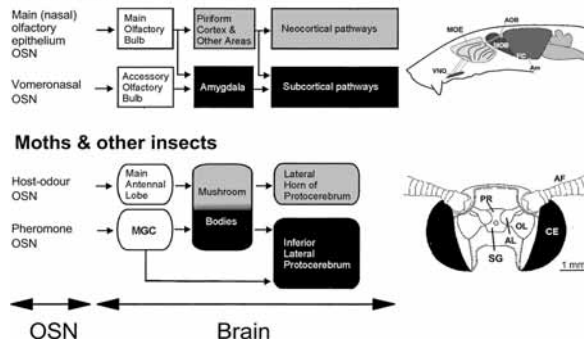 Main (nasal)
olfactory
epithelium
OSN
Main
Olfactory
Bulb
Piriform
Cortex &
Other Areas
Neocortical pathways
Vomeronasal
OSN
Accessory
Olfactory
Bulb
Amygdala
Subcortical pathways
AOB
MOE
VNO
Am
Moths & other insects
Host-odour
OSN
Main
Antennal
Lobe
Mushroom
Bodies
Lateral
Horn of
Protocerebrum
Pheromone
OSN
MGC
Inferior
Lateral
Protocerebrum
AF
PR
OL
CE
AL
SG
1 mm
OSN
Brain